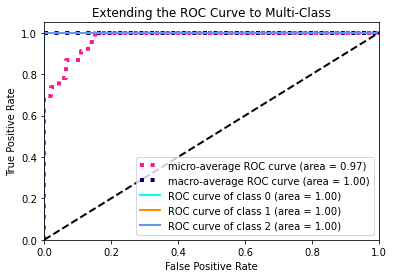 Extending the ROC Curve to Multi-Class
True Positive Rate
1.0
0.8
0.6
0.4
0.2
0.0
micro-average ROC curve (area = 0.97)
macro-average ROC curve (area = 1.00)
ROC curve of class 0 (area = 1.00)
ROC curve of class 1 (area = 1.00)
ROC curve of class 2 (area = 1.00)
0.0 0.2 0.4 0.6 0.8 1.0
False Positive Rate